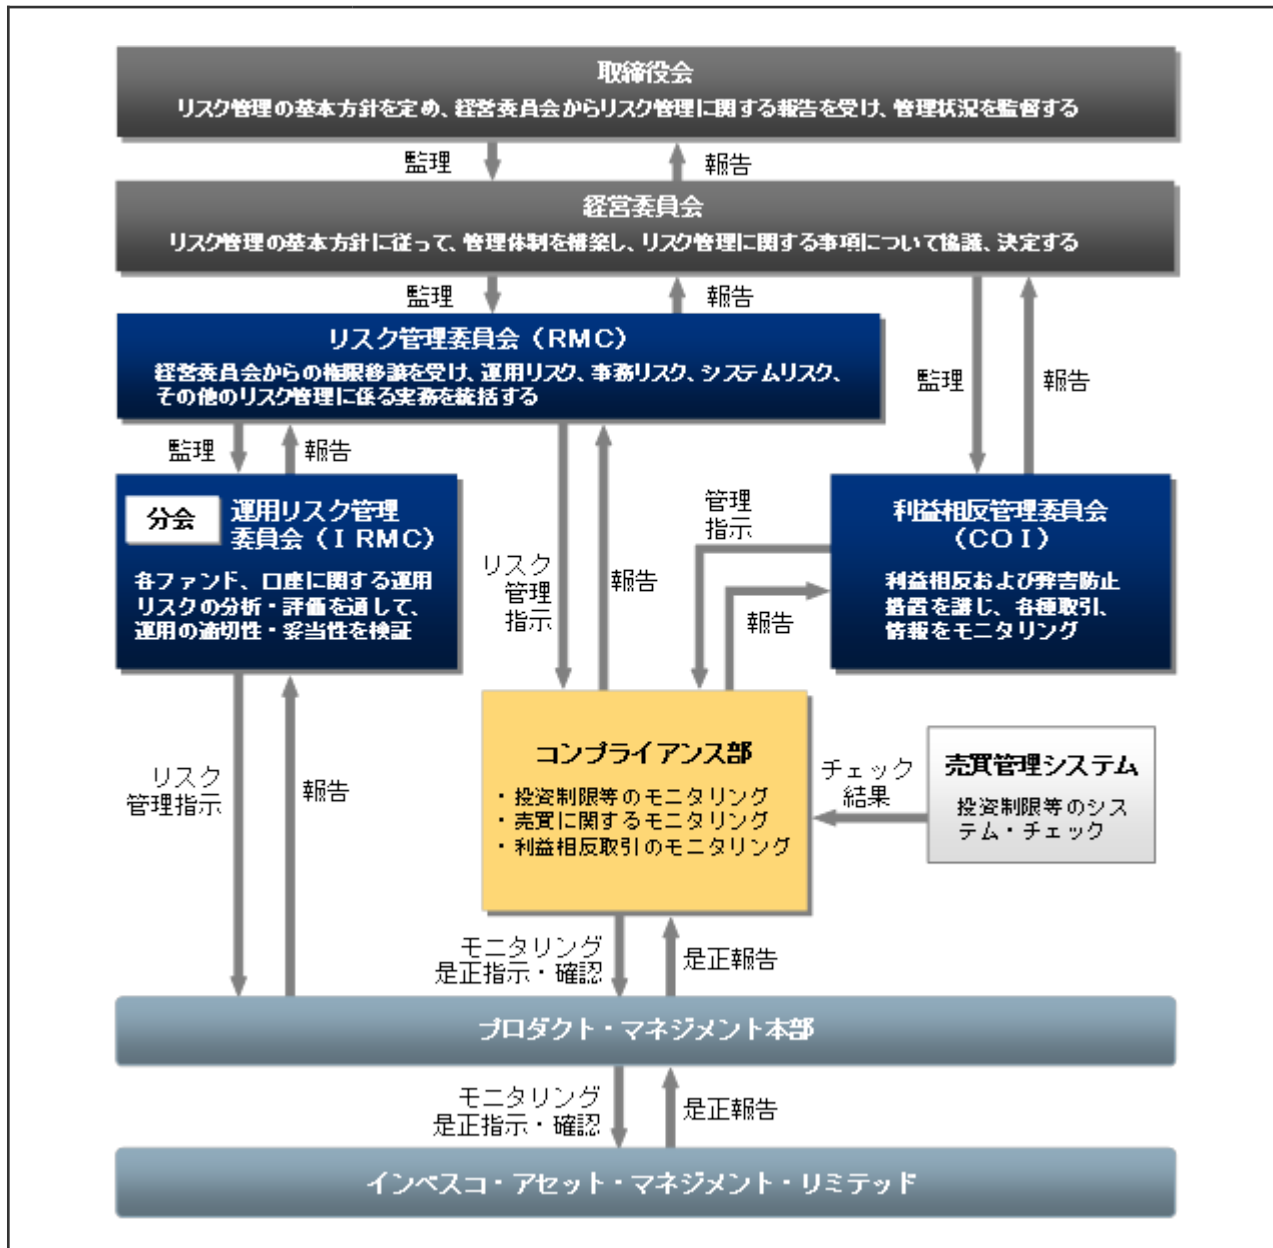 取締役会
リスク管理の基本方針を定め、経営委員会からリスク管理に関する報告を受け、管理状況を監督する
監理
報告
経営委員会
リスク管理の基本方針に従って、管理体制を構築し、リスク管理に関する事項について協議、決定する
監理
報告
リスク管理委員会（RMC）
経営委員会からの権限移譲を受け、運用リスク、事務リスク、システムリスク、
その他のリスク管理に係る実務を統括する
監理
報告
監理
報告
分会
運用リスク管理
委員会（IRMC）
各ファンド、口座に関する運用
リスクの分析・評価を通して、
運用の適切性・妥当性を検証
リスク
管理
指示
報告
管理
指示
報告
利益相反管理委員会
（COI）
利益相反および弊害防止
措置を講じ、各種取引、
情報をモニタリング
リスク
管理指示
報告
コンプライアンス部
・投資制限等のモニタリング
・売買に関するモニタリング
・利益相反取引のモニタリング
チェック
結果
売買管理システム
投資制限等のシス
テム・チェック
モニタリング
是正指示・確認
是正報告
プロダクト・マネジメント本部
モニタリング
是正指示・確認
是正報告
インベスコ・アセット・マネジメント・リミテッド